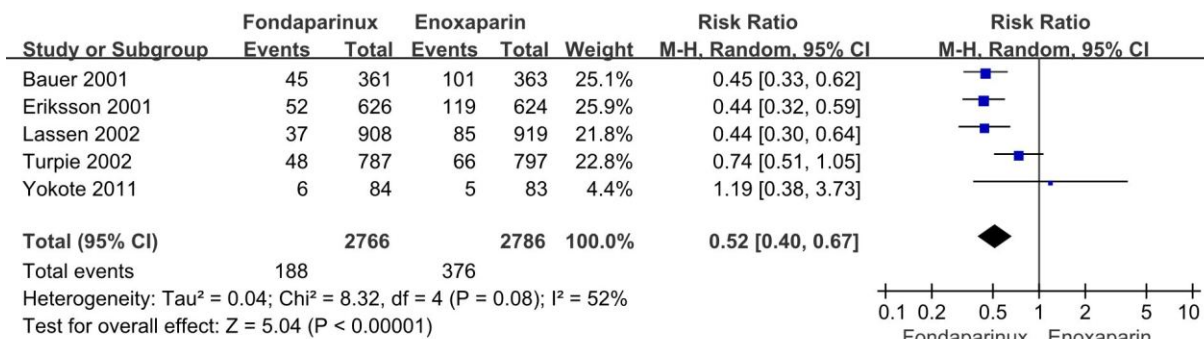 Fondaparinux Enoxaparin Risk Ratio Risk Ratio
Study or Subgroup Events Total Events Total Weight M-H, Random, 95% CI M-H, Random, 95% CI
Bauer 2001 45 361 101 363 25.1% 0.45 [0.33, 0.62]
Eriksson 2001 52 626 119 624 25.9% 0.44 [0.32, 0.59]
Lassen 2002 37 908 85 919 21.8% 0.44 [0.30, 0.64]
Turpie 2002 48 787 66 797 22.8% 0.74 [0.51, 1.05]
Yokote 2011 6 84 5 83 4.4% 1.19 [0.38, 3.73]
Total (95% CI) 2766 2786 100.0% 0.52 [0.40, 0.67]
Total events 188 376
Heterogeneity: Tau² = 0.04; Chi² = 8.32, df = 4 (P = 0.08); I² = 52%
Test for overall effect: Z = 5.04 (P < 0.00001)
0.1 0.2 0.5 1 2 5 10
Fondaparinux Enoxaparin